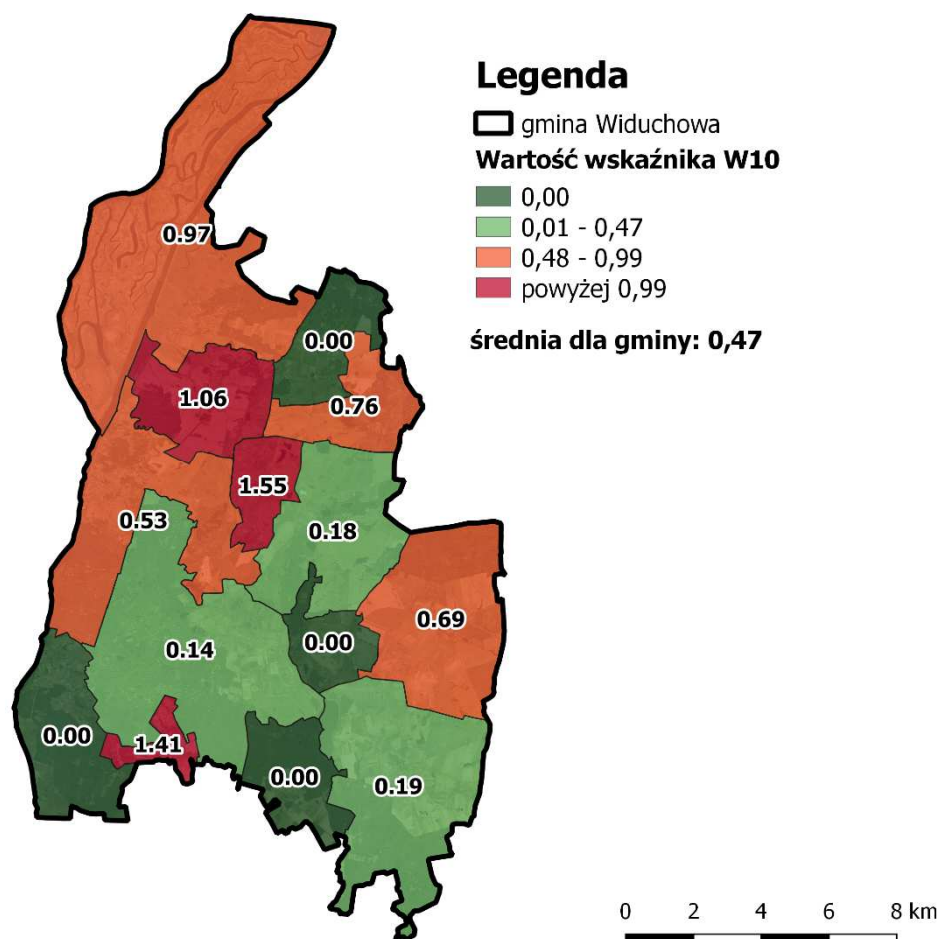 Legenda
gmina Widuchowa
Wartość wskaźnika W10
0,00
0,01 - 0,47
0,48 - 0,99
powyżej 0,99
średnia dla gminy: 0,47
0.97
0.00
1.06
0.76
1.55
0.53
0.18
0.69
0.00
0.14
0.00
1.41
0.00
0.19
0 2 4 6 8 km